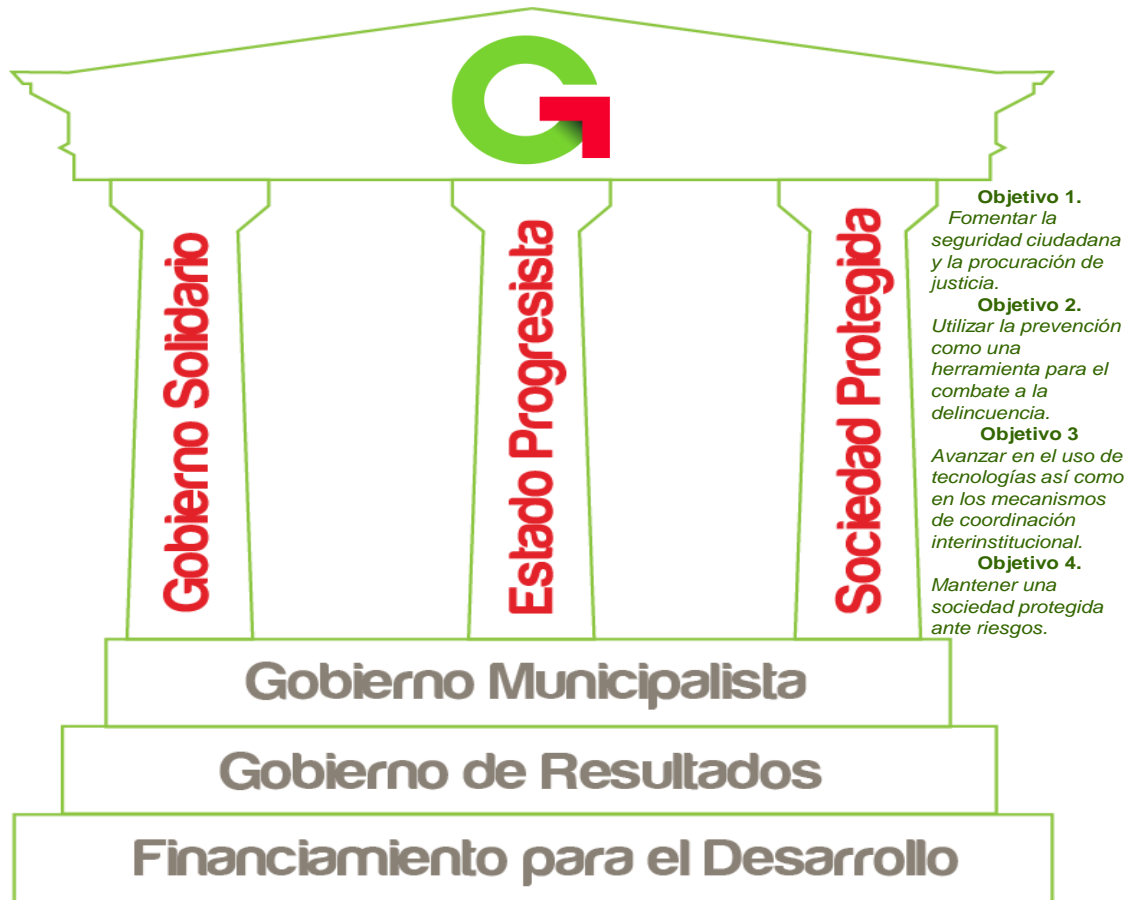 G
Gobierno Solidario
Estado Progresista
Sociedad Protegida
Objetivo 1.
Fomentar la
seguridad ciudadana
y la procuración de
justicia.
Objetivo 2.
Utilizar la prevención
como una
herramienta para el
combate a la
delincuencia.
Objetivo 3
Avanzar en el uso de
tecnologías así como
en los mecanismos
de coordinación
interinstitucional.
Objetivo 4.
Mantener una
sociedad protegida
ante riesgos.
Gobierno Municipalista
Gobierno de Resultados
Financiamiento para el Desarrollo